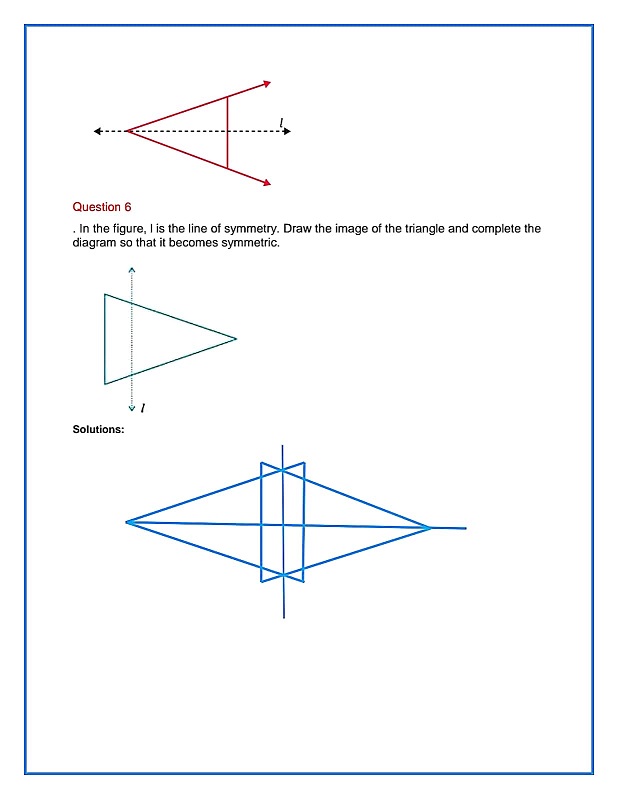 l
Question 6
. In the figure, l is the line of symmetry. Draw the image of the triangle and complete the
diagram so that it becomes symmetric.
l
Solutions: